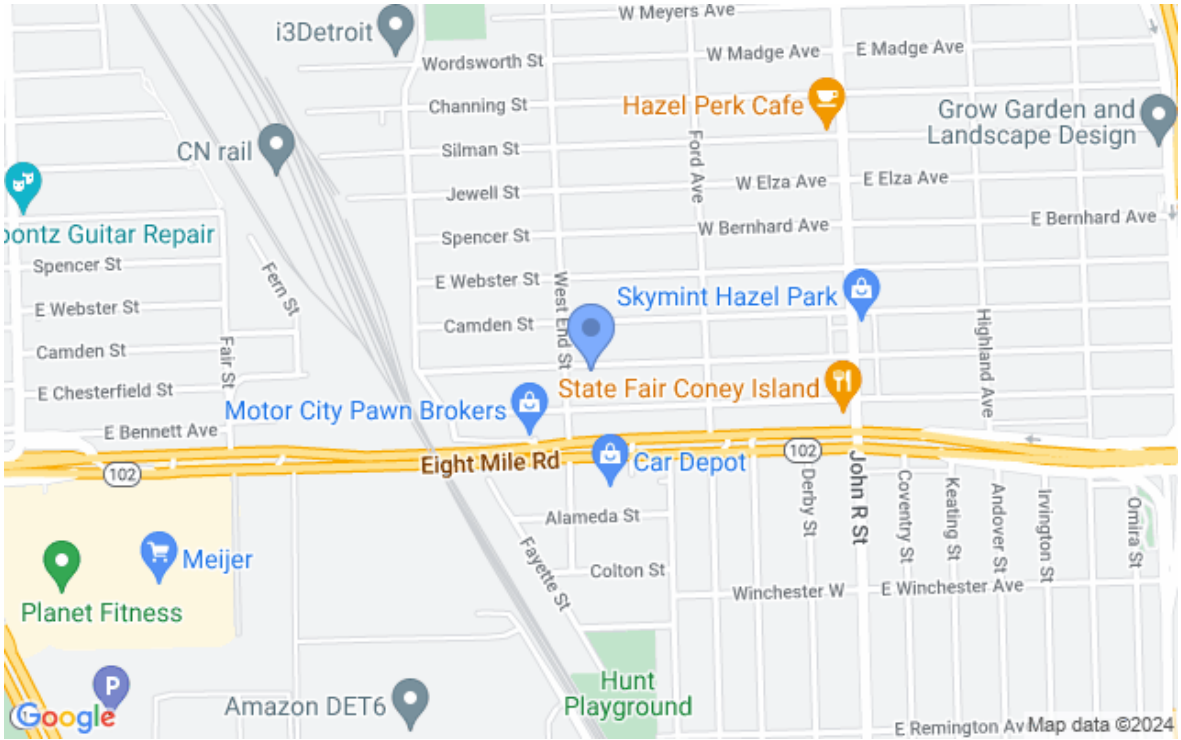 W Meyers Ave
i3Detroit
Wordsworth St
W Madge Ave
E Madge Ave
Channing St
Hazel Perk Cafe
Grow Garden and
Landscape Design
CN rail
Silman St
Ford Ave
Jewell St
W Elza Ave
E Elza Ave
oontz Guitar Repair
Spencer St
W Bernhard Ave
E Bernhard Ave
Spencer St
Fern St
E Webster St
West End St
Skymint Hazel Park
E Webster St
Camden St
Highland Ave
Camden St
Fair St
E Chesterfield St
State Fair Coney Island
Motor City Pawn Brokers
E Bennett Ave
102
Eight Mile Rd
Car Depot
102
John R St
Derby St
Coventry St
Keating St
Andover St
Irvington St
Omira St
Alameda St
Meijer
Fayette St
Colton St
Planet Fitness
Winchester W
E Winchester Ave
Hunt
Playground
P
Amazon DET6
Google
E Remington Av
Map data ©2024